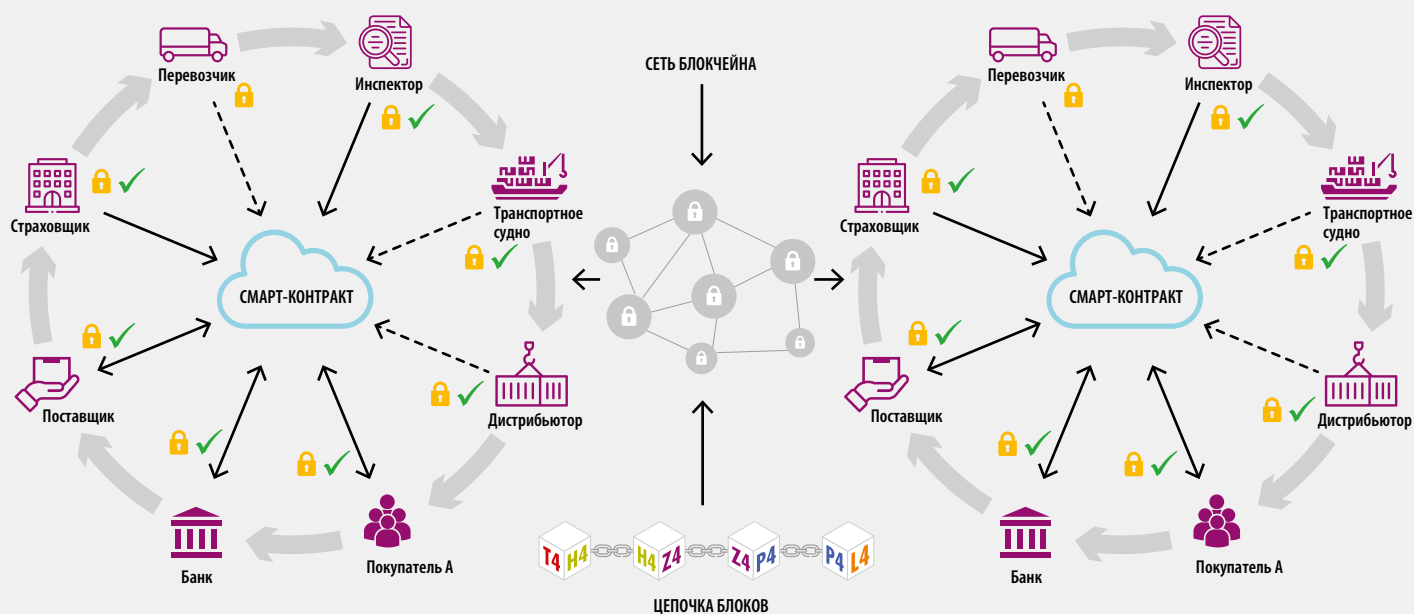 Перевозчик
Инспектор
Страховщик
Транспортное
судно
СМАРТ-КОНТРАКТ
Поставщик
Дистрибьютор
Банк
Покупатель А
СЕТЬ БЛОКЧЕЙНА
T4 H4
H4 Z4
Z4 P4
P4 L4
ЦЕПОЧКА БЛОКОВ
Перевозчик
Инспектор
Страховщик
Транспортное
судно
СМАРТ-КОНТРАКТ
Поставщик
Дистрибьютор
Банк
Покупатель А